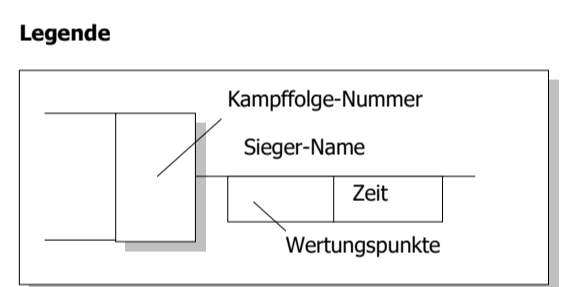 Legende
Kampffolge-Nummer
Sieger-Name
Zeit
Wertungspunkte